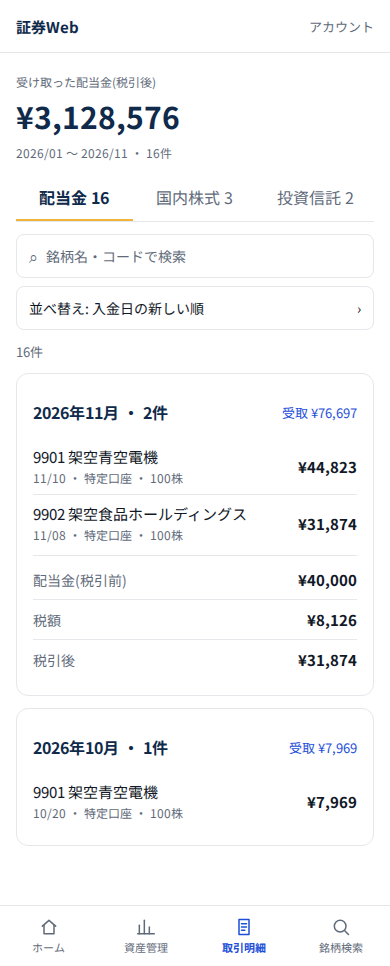 証券Web
アカウント
受け取った配当金(税引後)
¥3,128,576
2026/01 〜 2026/11 ・ 16件
配当金 16
国内株式 3
投資信託 2
銘柄名・コードで検索
並べ替え: 入金日の新しい順
16件
2026年11月 ・ 2件
受取 ¥76,697
9901 架空青空電機
11/10 ・ 特定口座 ・ 100株
¥44,823
9902 架空食品ホールディングス
11/08 ・ 特定口座 ・ 100株
¥31,874
配当金(税引前)
¥40,000
税額
¥8,126
税引後
¥31,874
2026年10月 ・ 1件
受取 ¥7,969
9901 架空青空電機
10/20 ・ 特定口座 ・ 100株
¥7,969
ホーム
資産管理
取引明細
銘柄検索